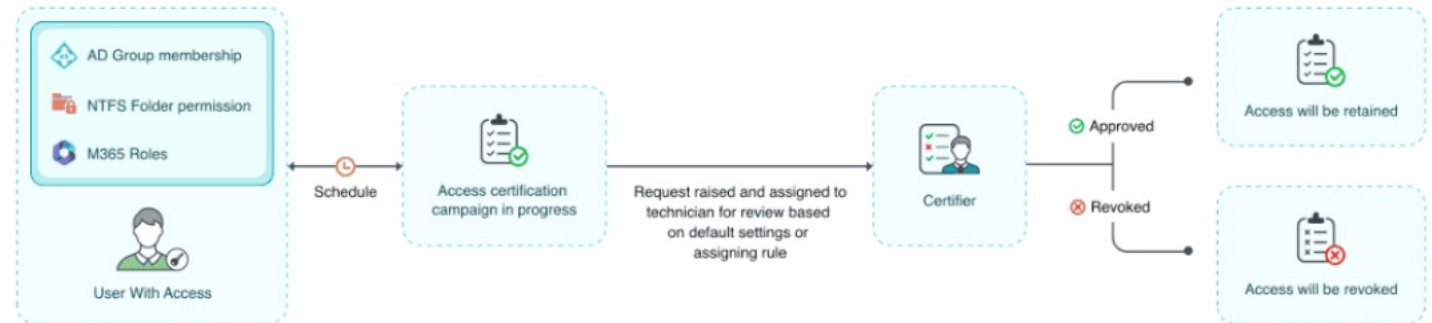 AD Group membership
NTFS Folder permission
M365 Roles
User With Access
Schedule
Access certification
campaign in progress
Request raised and assigned to
technician for review based
on default settings or
assigning rule
Certifier
Approved
Revoked
Access will be retained
Access will be revoked